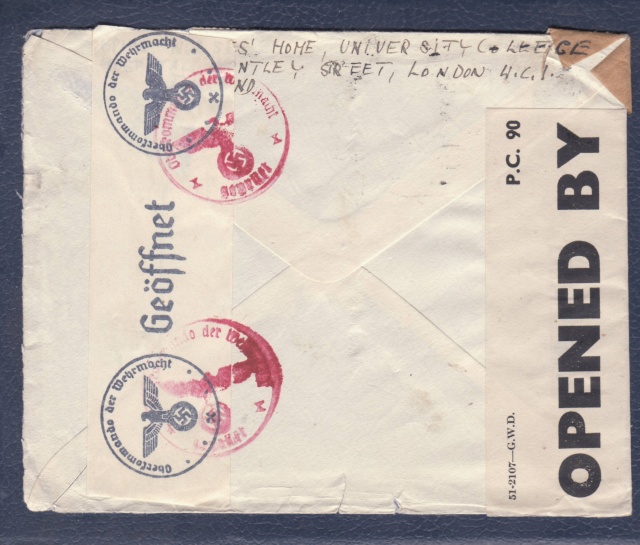 HOME, UNIVERSITY COLLEGE
NTLEY STREET, LONDON W.C.1.
ND
Oberkommando der Wehrmacht
Geöffnet
Oberkommando der Wehrmacht
P.C. 90
OPENED BY
51-2107—G.W.D.